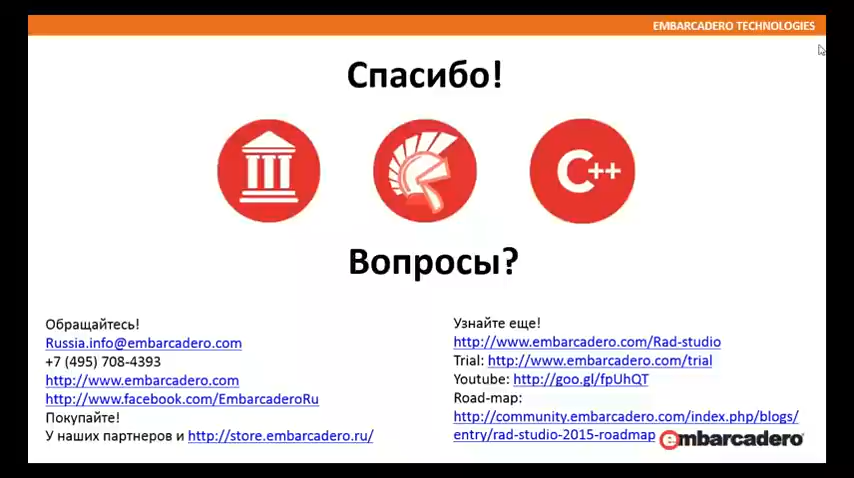 EMBARCADERO TECHNOLOGIES
Спасибо!
C++
Вопросы?
Обращайтесь!
Russia.info@embarcadero.com
+7 (495) 708-4393
http://www.embarcadero.com
http://www.facebook.com/EmbarcaderoRu
Покупайте!
У наших партнеров и http://store.embarcadero.ru/
Узнайте еще!
http://www.embarcadero.com/Rad-studio
Trial: http://www.embarcadero.com/trial
Youtube: http://goo.gl/fpUhQT
Road-map:
http://community.embarcadero.com/index.php/blogs/
entry/rad-studio-2015-roadmap
embarcadero